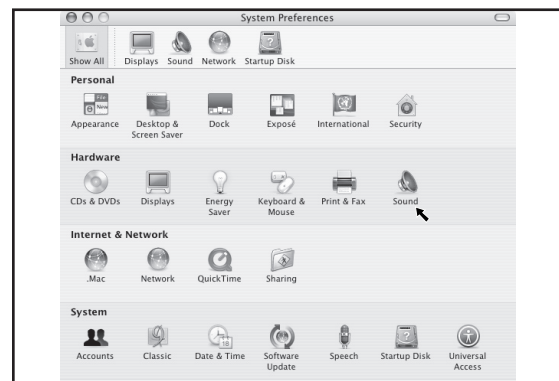 System Preferences
Show All Displays Sound Network Startup Disk
Personal
Appearance Desktop & Screen Saver Dock Exposé International Security
Hardware
CDs & DVDs Displays Energy Saver Keyboard & Mouse Print & Fax Sound
Internet & Network
.Mac Network QuickTime Sharing
System
Accounts Classic Date & Time Software Update Speech Startup Disk Universal Access